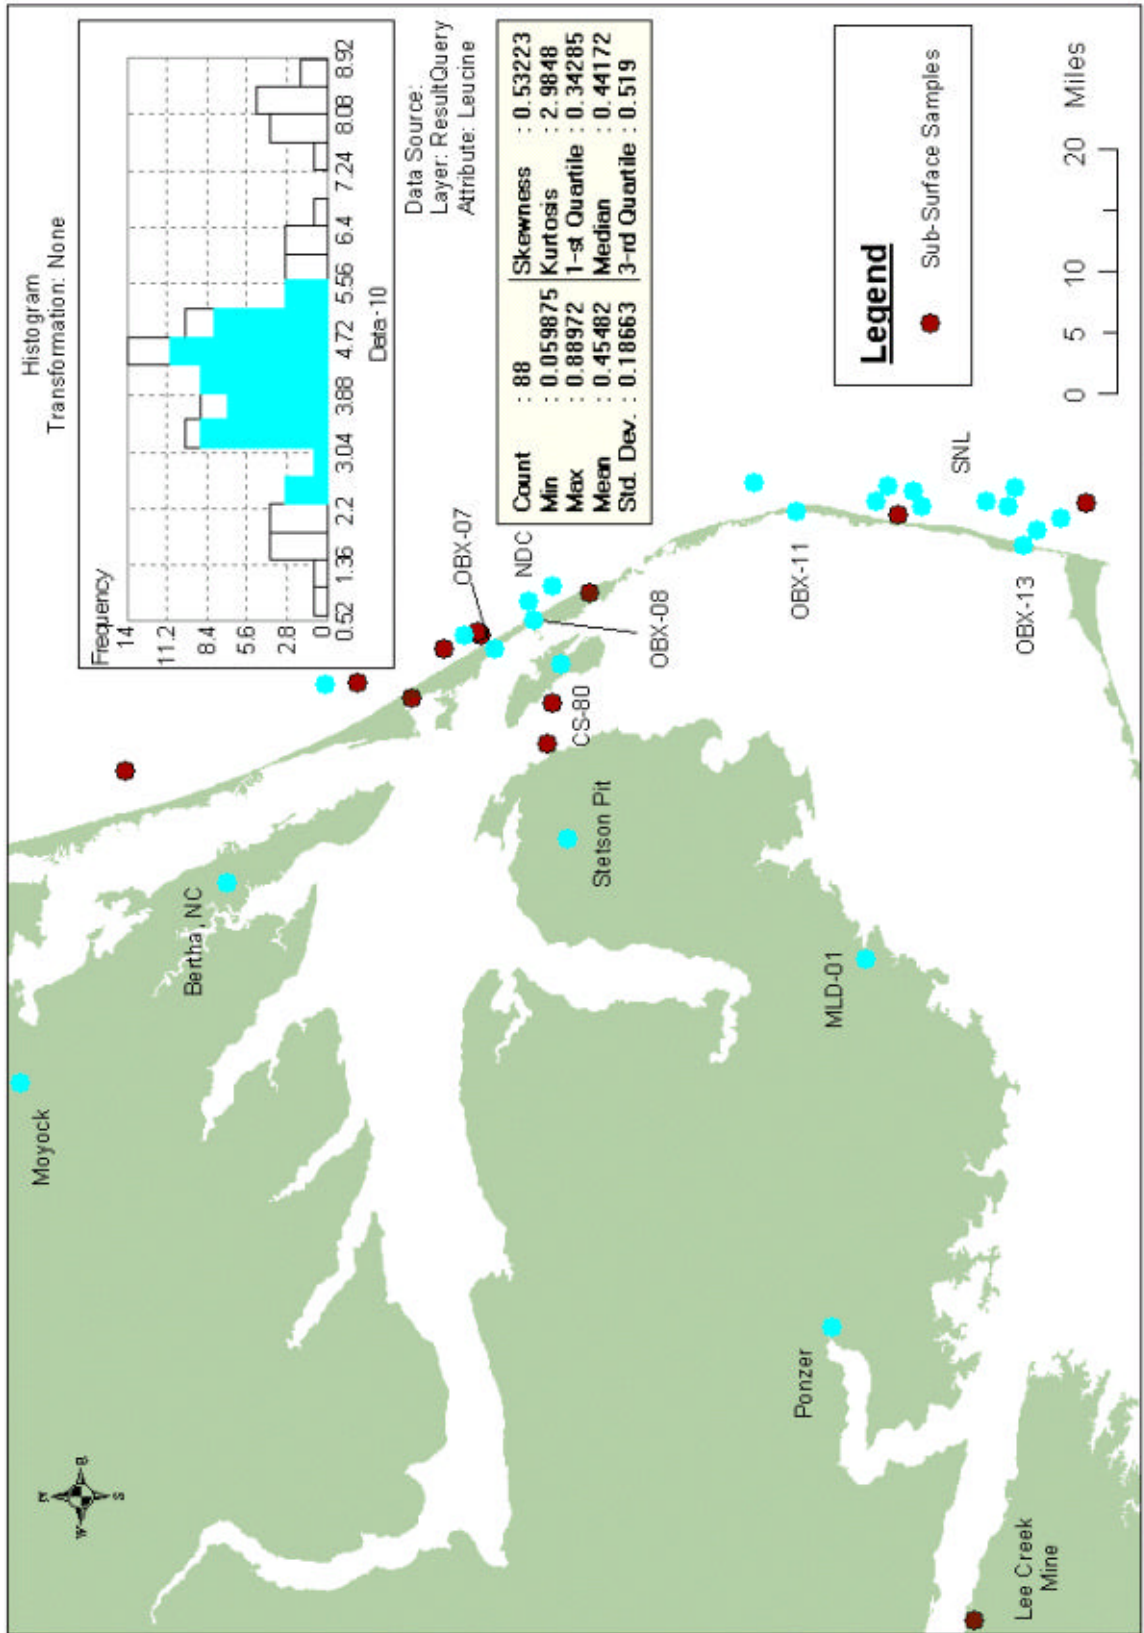 Histogram
Transformation: None
Frequency
14
11.2
8.4
5.6
2.8
0
0.52
1.36
2.2
3.04
3.88
4.72
5.56
6.4
7.24
8.08
8.92
Data·10
Data Source:
Layer: ResultQuery
Attribute: Leucine
Count : 88 Skewness : 0.53223
Min : 0.059875 Kurtosis : 2.9848
Max : 0.88972 1-st Quartile : 0.34285
Mean : 0.45482 Median : 0.44172
Std. Dev. : 0.18663 3-rd Quartile : 0.519
Moyock
Bertha, NC
OBX-07
NDC
OBX-08
CS-80
Stetson Pit
OBX-11
SNL
OBX-13
MLD-01
Ponzer
Lee Creek
Mine
Legend
Sub-Surface Samples
0 5 10 20 Miles
W
S